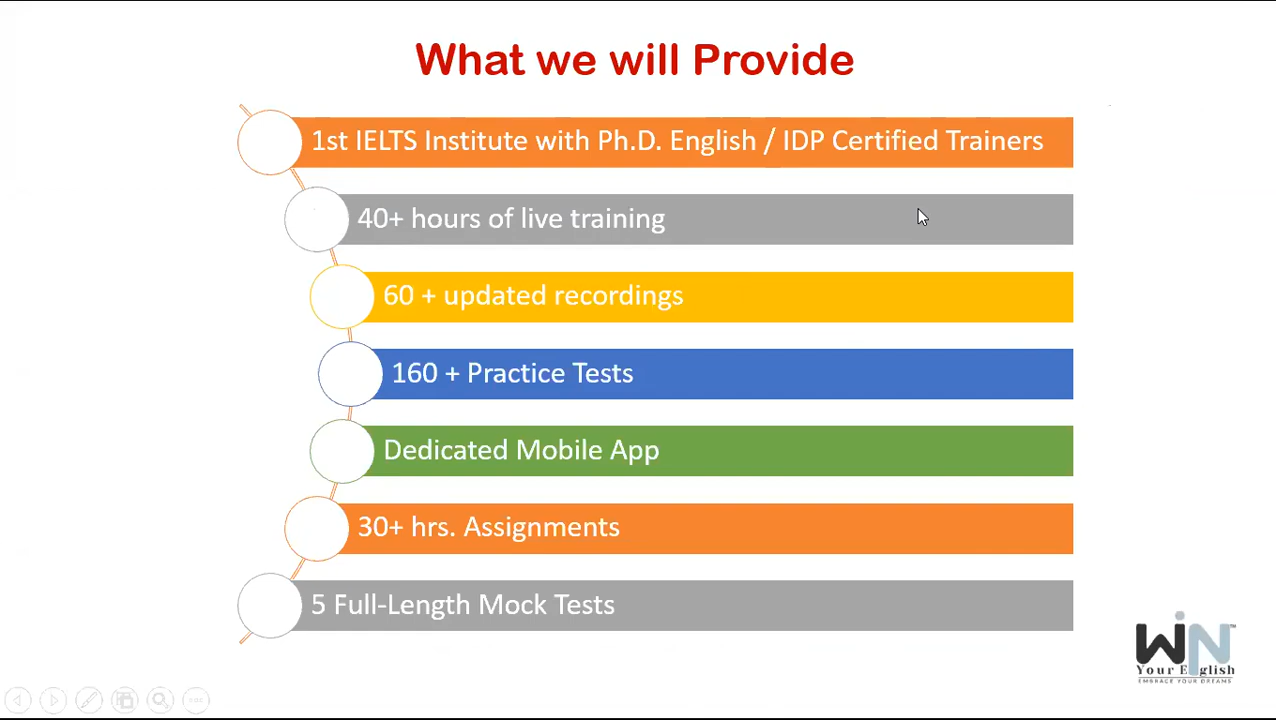 What we will Provide
1st IELTS Institute with Ph.D. English / IDP Certified Trainers
40+ hours of live training
60 + updated recordings
160 + Practice Tests
Dedicated Mobile App
30+ hrs. Assignments
5 Full-Length Mock Tests
WIN™
Your English
EMBRACE YOUR DREAMS